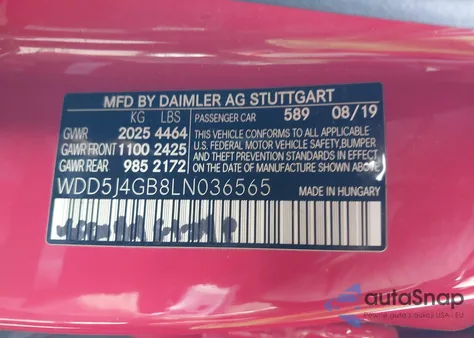 MFD BY DAIMLER AG STUTTGART
KG LBS PASSENGER CAR 589 08/19
GVWR 2025 4464 THIS VEHICLE CONFORMS TO ALL APPLICABLE
GAWR FRONT 1100 2425 U.S. FEDERAL MOTOR VEHICLE SAFETY, BUMPER
GAWR REAR 985 2172 AND THEFT PREVENTION STANDARDS IN EFFECT
ON THE DATE OF MANUFACTURE SHOWN ABOVE
WDD5J4GB8LN036565 MADE IN HUNGARY
autoSnap